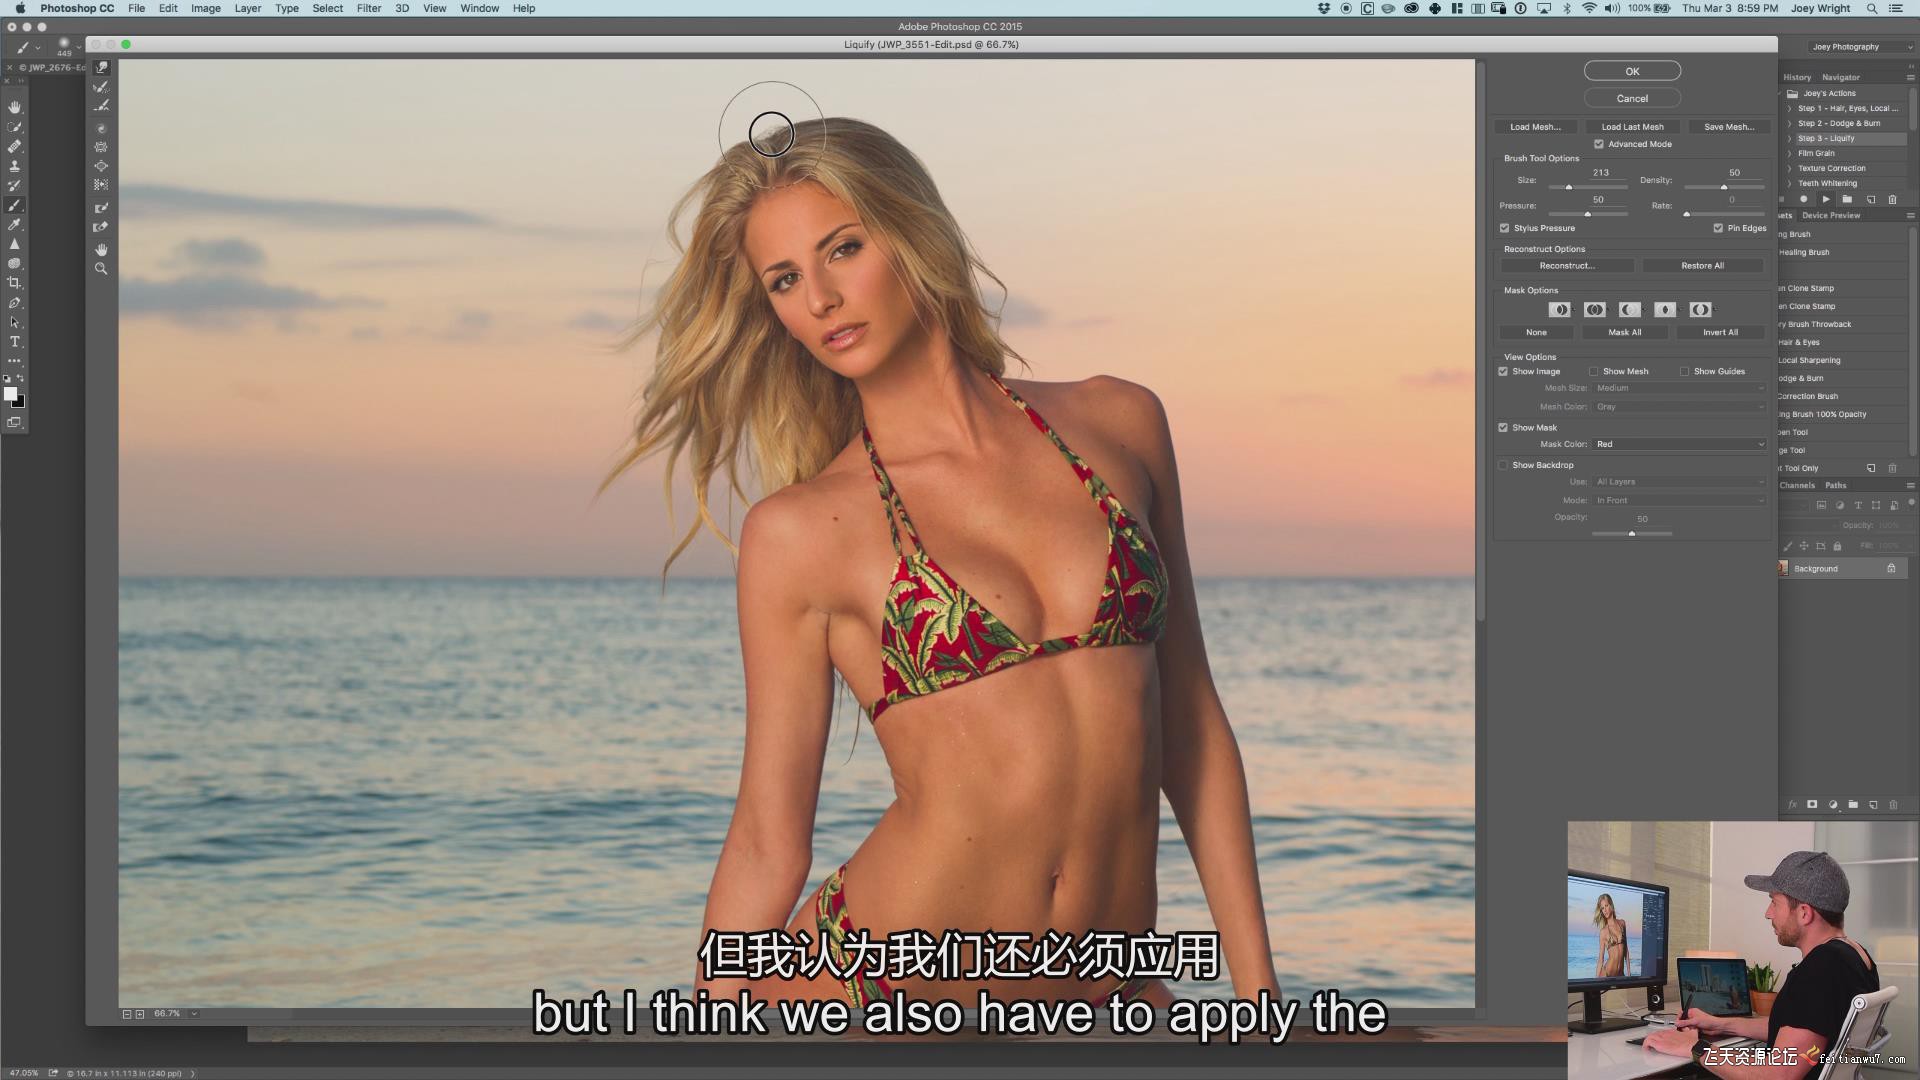 Photoshop CC File Edit Image Layer Type Select Filter 3D View Window Help 100% Thu Mar 3 8:59 PM Joey Wright
Adobe Photoshop CC 2015
449
Liquify (JWP_3551-Edit.psd @ 66.7%)
Joey Photography
© JWP_2676-Ed
OK
Cancel
Load Mesh... Load Last Mesh Save Mesh...
Advanced Mode
Brush Tool Options
Size: 213 Density: 50
Pressure: 50 Rate: 0
Stylus Pressure Pin Edges
Reconstruct Options
Reconstruct... Restore All
Mask Options
None Mask All Invert All
View Options
Show Image Show Mesh Show Guides
Mesh Size: Medium
Mesh Color: Gray
Show Mask
Mask Color: Red
Show Backdrop
Use: All Layers
Mode: In Front
Opacity: 50
History Navigator
Joey's Actions
Step 1 - Hair, Eyes, Local ...
Step 2 - Dodge & Burn
Step 3 - Liquify
Film Grain
Texture Correction
Teeth Whitening
sets Device Preview
ng Brush
Healing Brush
en Clone Stamp
en Clone Stamp
ry Brush Throwback
Hair & Eyes
Local Sharpening
odge & Burn
Correction Brush
ing Brush 100% Opacity
pen Tool
ge Tool
t Tool Only
Channels Paths
Opacity: 100%
Fill: 100%
Background
66.7%
但我认为我们还必须应用
but I think we also have to apply the
飞天资源论坛 feitianwu7.com
47.05% © 16.7 in x 11.113 in (240 ppi)